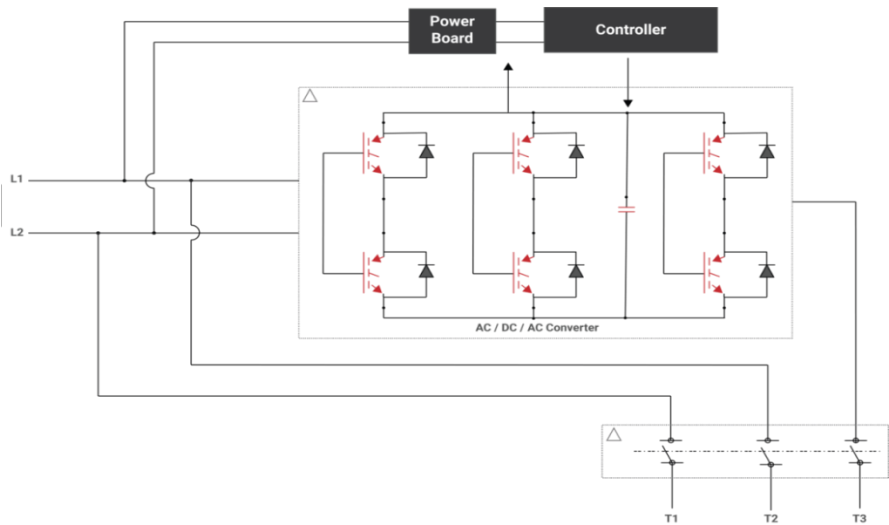 Power
Board
Controller
L1
L2
AC / DC / AC Converter
T1
T2
T3